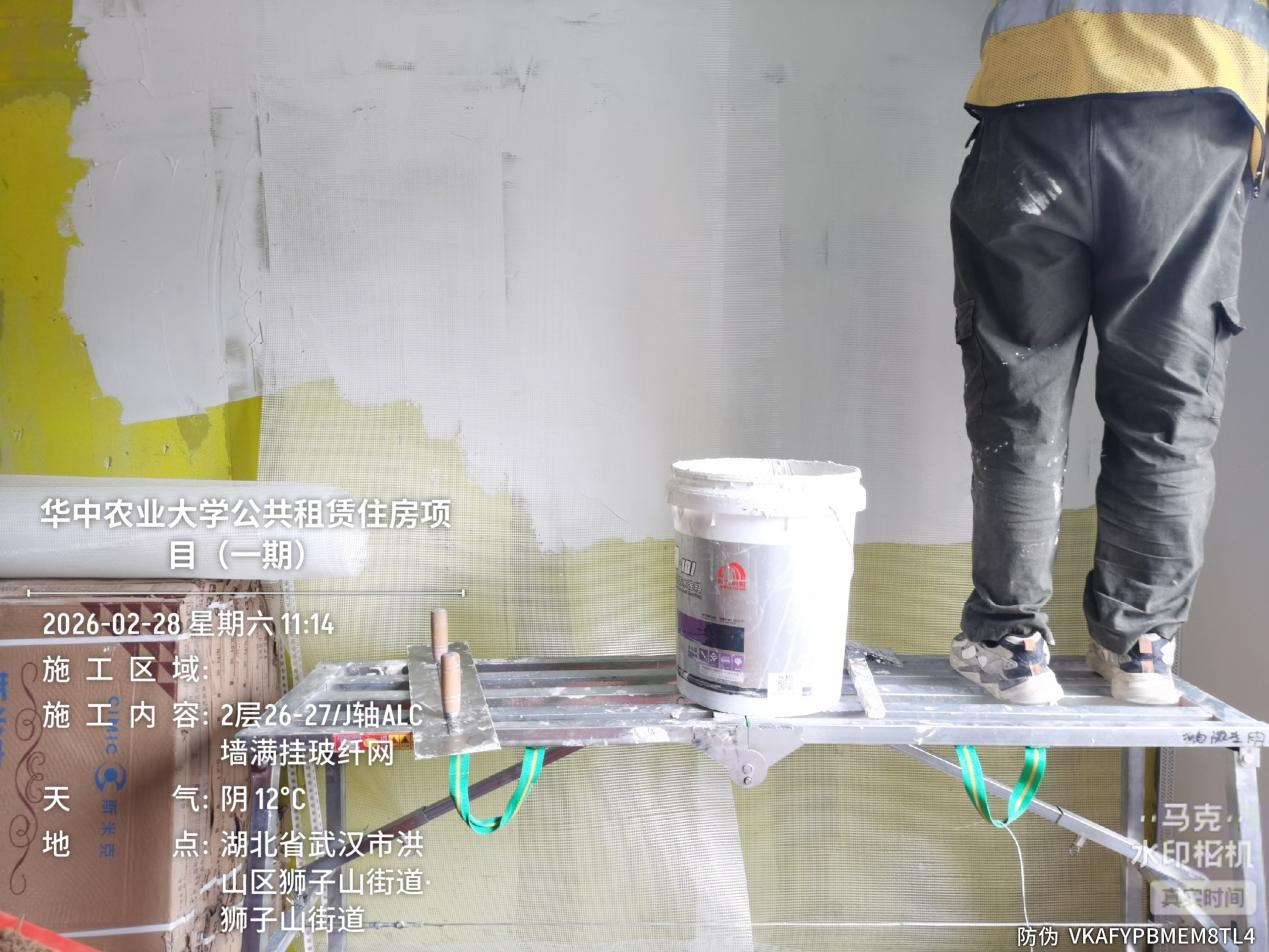 华中农业大学公共租赁住房项
目（一期）
2026-02-28 星期六 11:14
施工区域:
施工内容: 2层26-27/J轴ALC
墙满挂玻纤网
天气: 阴 12°C
地点: 湖北省武汉市洪
山区狮子山街道·
狮子山街道
CIMIC
马克
水印相机
真实时间
防伪 VKAFYPBMEM8TL4